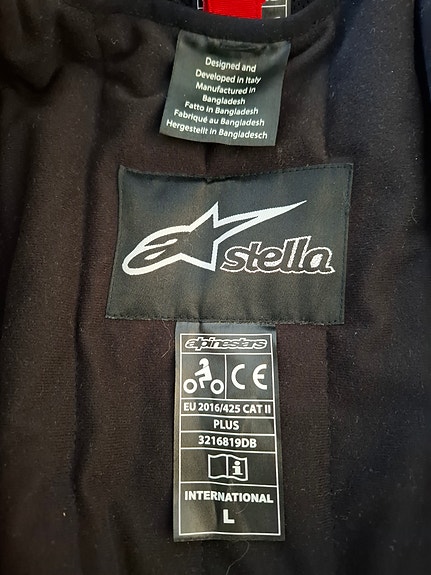 Designed and
Developed in Italy
Manufactured in
Bangladesh
Fatto in Bangladesh
Fabriqué au Bangladesh
Hergestellt in Bangladesch
stella
alpinestars
CE
EU 2016/425 CAT II
PLUS
3216819DB
i
INTERNATIONAL
L